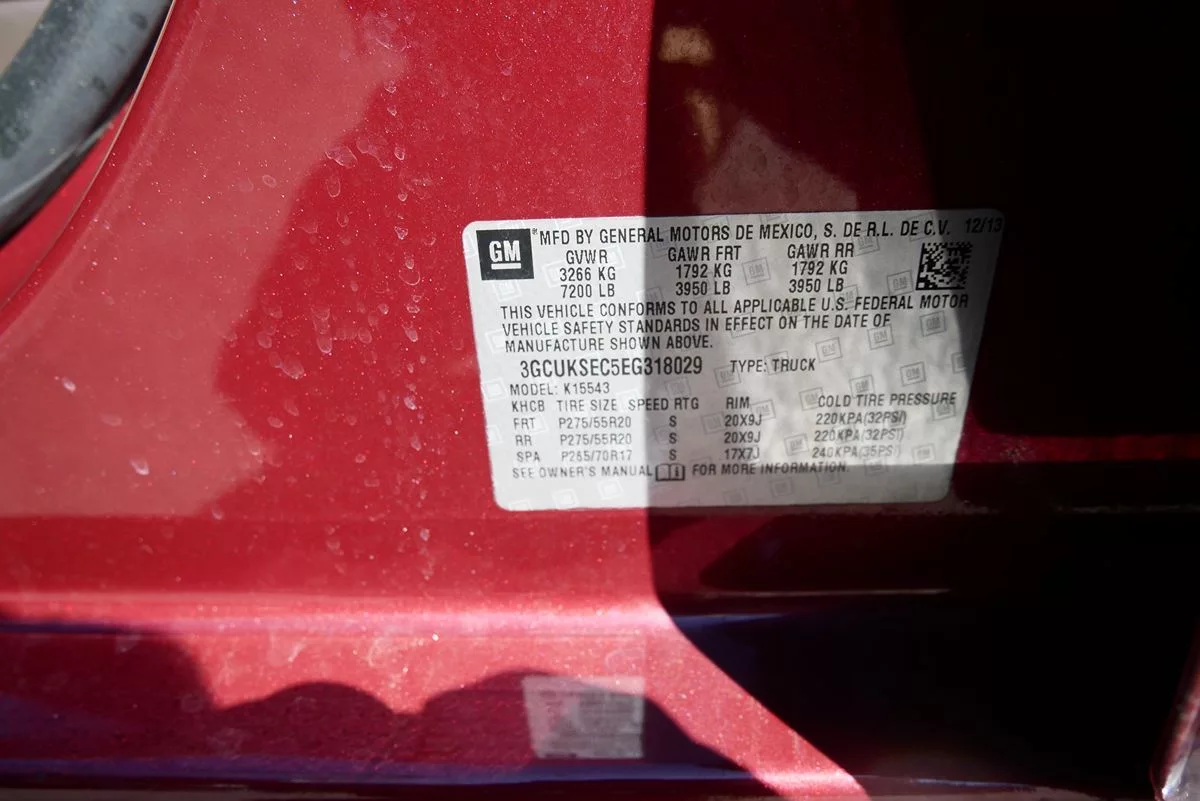 GM ® MFD BY GENERAL MOTORS DE MEXICO, S. DE R.L. DE C.V. 12/13
GVWR GAWR FRT GAWR RR
3266 KG 1792 KG 1792 KG
7200 LB 3950 LB 3950 LB
THIS VEHICLE CONFORMS TO ALL APPLICABLE U.S. FEDERAL MOTOR
VEHICLE SAFETY STANDARDS IN EFFECT ON THE DATE OF
MANUFACTURE SHOWN ABOVE.
3GCUKSEC5EG318029 TYPE: TRUCK
MODEL: K15543
KHCB TIRE SIZE SPEED RTG RIM COLD TIRE PRESSURE
FRT P275/55R20 S 20X9J 220KPA(32PSI)
RR P275/55R20 S 20X9J 220KPA(32PSI)
SPA P265/70R17 S 17X7J 240KPA(35PSI)
SEE OWNER'S MANUAL FOR MORE INFORMATION.